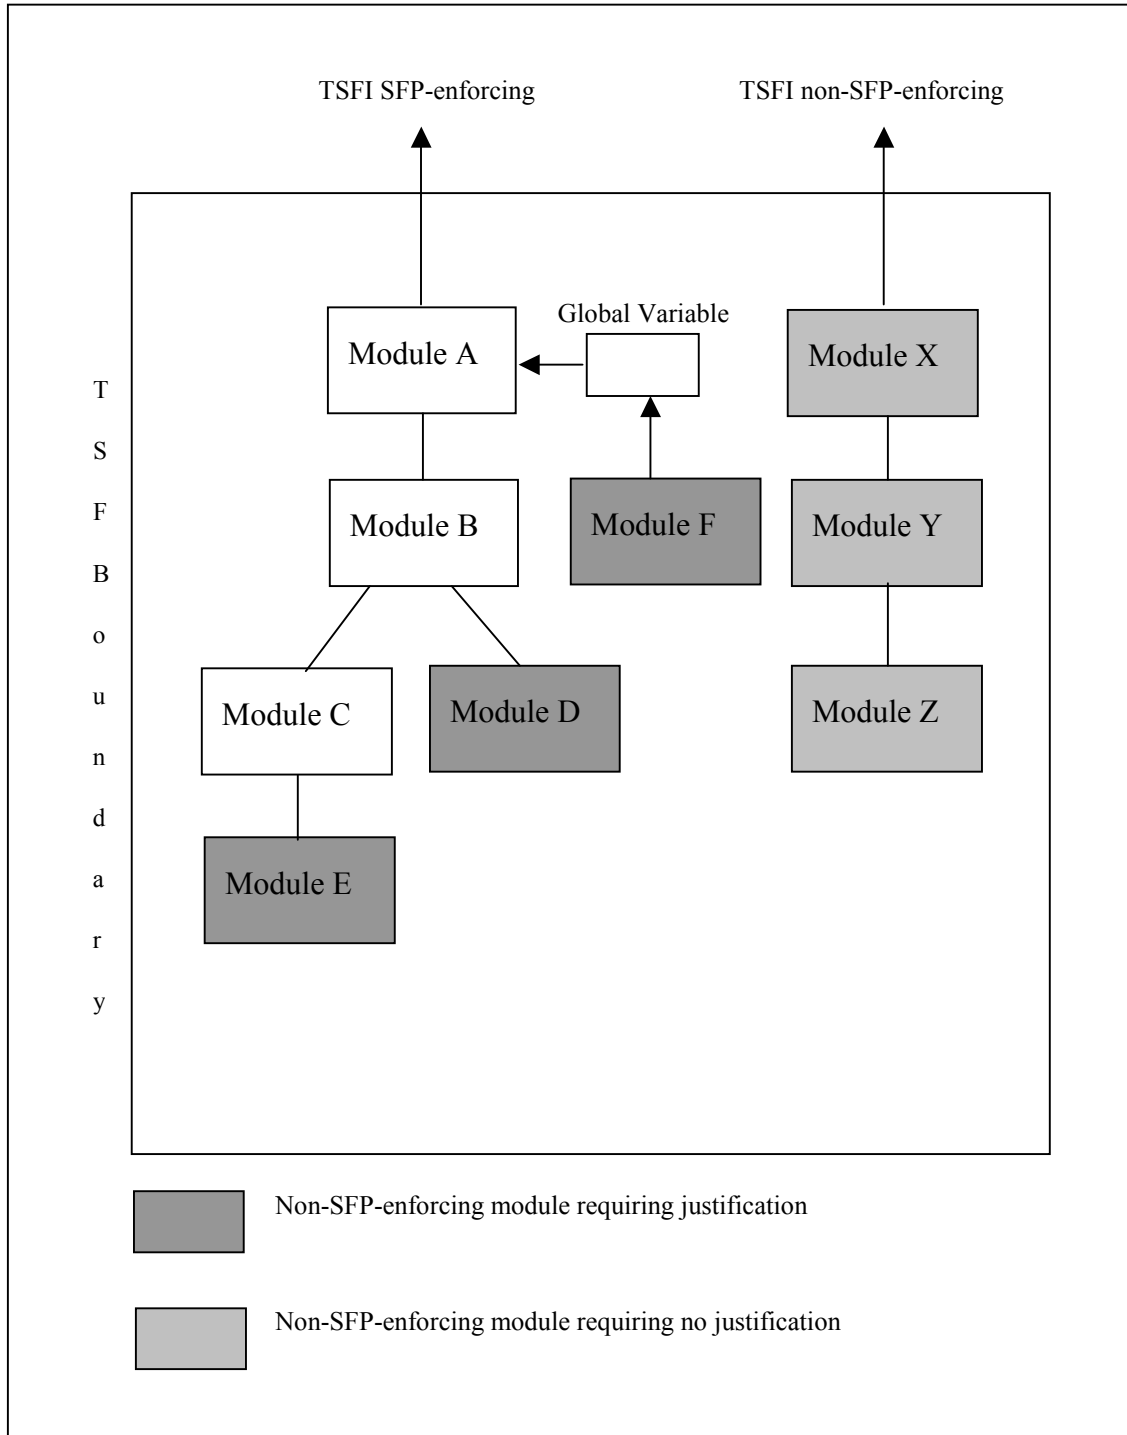 TSFI SFP-enforcing
TSFI non-SFP-enforcing
Global Variable
Module A
Module X
T
S
F
B
o
u
n
d
a
r
y
Module B
Module F
Module Y
Module C
Module D
Module Z
Module E
Non-SFP-enforcing module requiring justification
Non-SFP-enforcing module requiring no justification